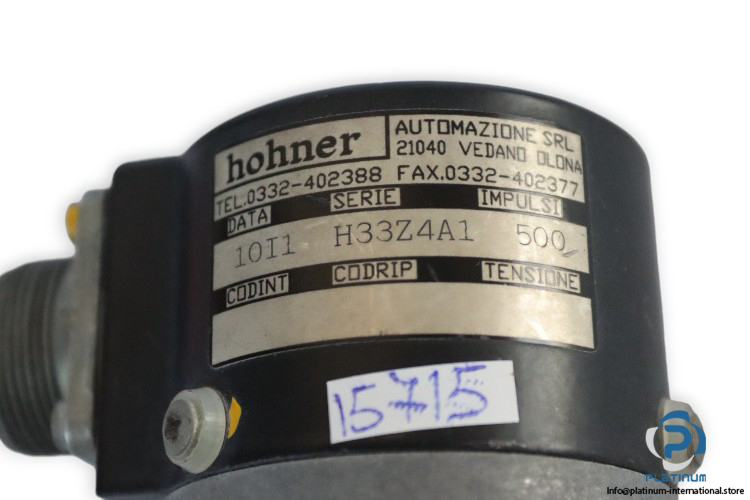 hohner
AUTOMAZIONE SRL
21040 VEDANO OLONA
TEL.0332-402388 FAX.0332-402377
DATA SERIE IMPULSI
10I1 H33Z4A1 500
CODINT CODRIP TENSIONE
15715
PLATINUM
Info@platinum-international.store